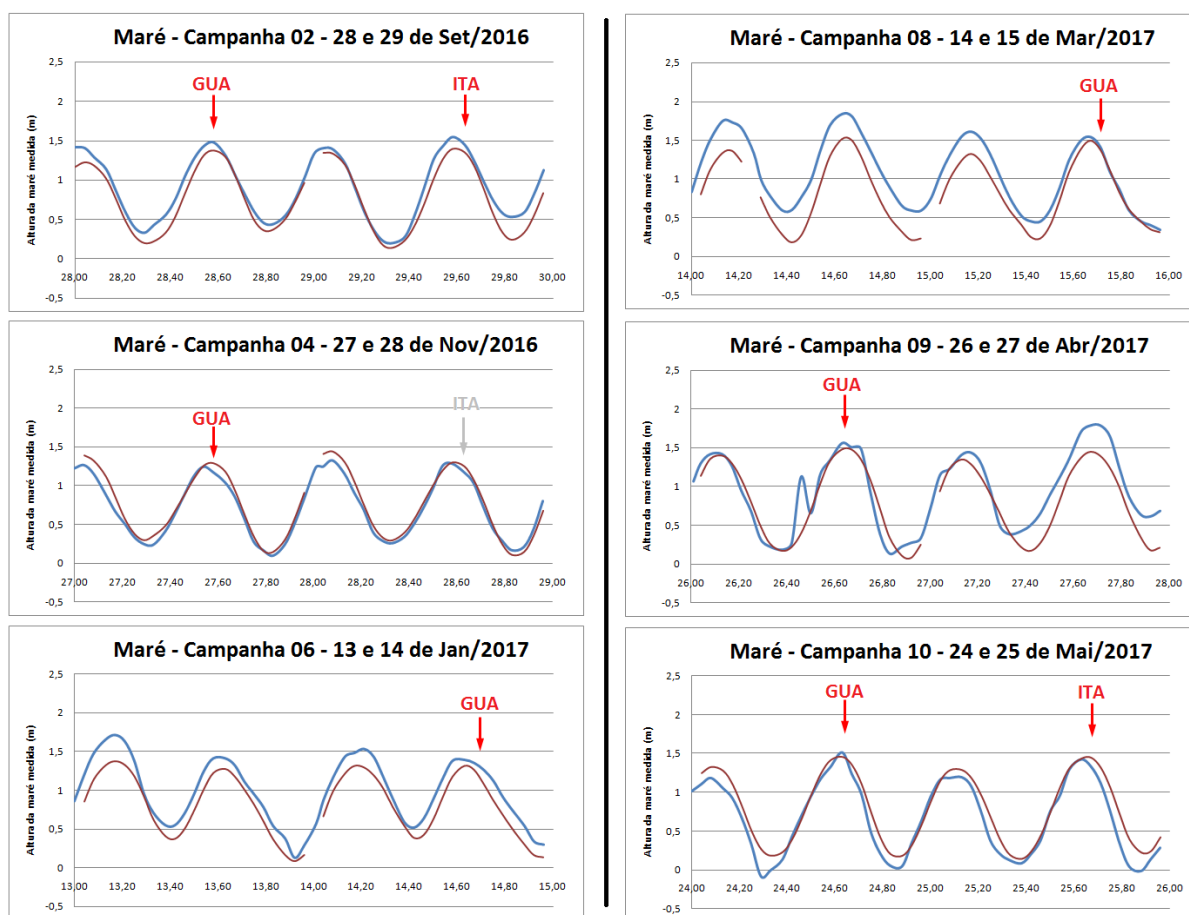 Maré - Campanha 02 - 28 e 29 de Set/2016
GUA
ITA
Altura da maré medida (m)
2,5
2
1,5
1
0,5
0
-0,5
28,00 28,20 28,40 28,60 28,80 29,00 29,20 29,40 29,60 29,80 30,00
Maré - Campanha 04 - 27 e 28 de Nov/2016
GUA
ITA
Altura da maré medida (m)
2,5
2
1,5
1
0,5
0
-0,5
27,00 27,20 27,40 27,60 27,80 28,00 28,20 28,40 28,60 28,80 29,00
Maré - Campanha 06 - 13 e 14 de Jan/2017
GUA
Altura da maré medida (m)
2,5
2
1,5
1
0,5
0
13,00 13,20 13,40 13,60 13,80 14,00 14,20 14,40 14,60 14,80 15,00
Maré - Campanha 08 - 14 e 15 de Mar/2017
GUA
Altura da maré medida (m)
2,5
2
1,5
1
0,5
0
-0,5
14,00 14,20 14,40 14,60 14,80 15,00 15,20 15,40 15,60 15,80 16,00
Maré - Campanha 09 - 26 e 27 de Abr/2017
GUA
Altura da maré medida (m)
2,5
2
1,5
1
0,5
0
-0,5
26,00 26,20 26,40 26,60 26,80 27,00 27,20 27,40 27,60 27,80 28,00
Maré - Campanha 10 - 24 e 25 de Mai/2017
GUA
ITA
Altura da maré medida (m)
2,5
2
1,5
1
0,5
0
-0,5
24,00 24,20 24,40 24,60 24,80 25,00 25,20 25,40 25,60 25,80 26,00